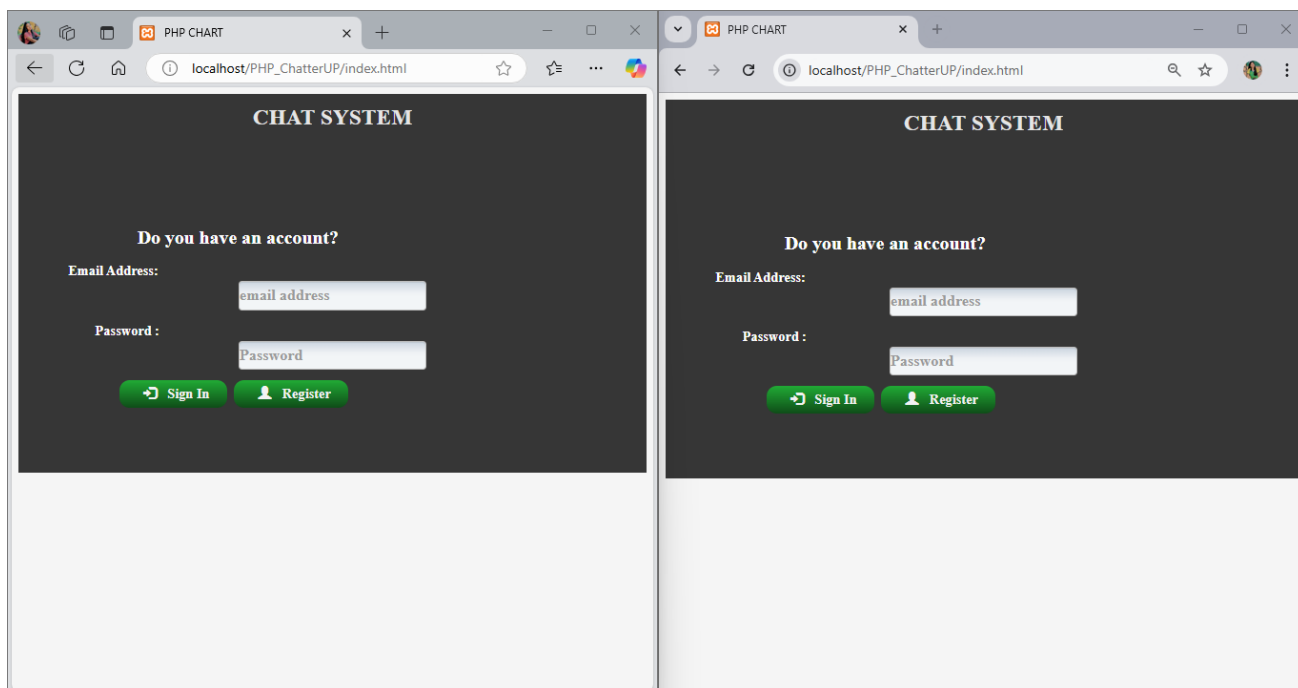 PHP CHART
localhost/PHP_ChatterUP/index.html
CHAT SYSTEM
Do you have an account?
Email Address:
email address
Password :
Password
Sign In
Register
PHP CHART
localhost/PHP_ChatterUP/index.html
CHAT SYSTEM
Do you have an account?
Email Address:
email address
Password :
Password
Sign In
Register